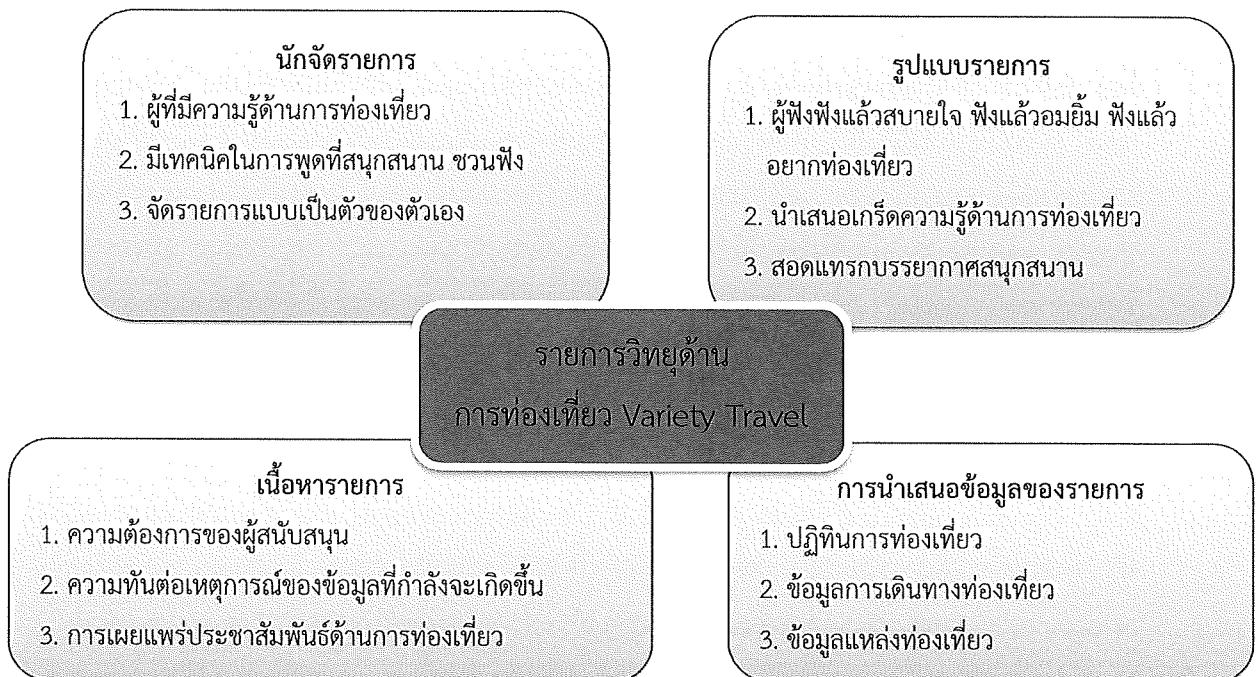 นักจัดรายการ
1. ผู้ที่มีความรู้ด้านการท่องเที่ยว
2. มีเทคนิคในการพูดที่สนุกสนาน ชวนฟัง
3. จัดรายการแบบเป็นตัวของตัวเอง
รูปแบบรายการ
1. ผู้ฟังฟังแล้วสบายใจ ฟังแล้วอมยิ้ม ฟังแล้ว
อยากท่องเที่ยว
2. นำเสนอเกร็ดความรู้ด้านการท่องเที่ยว
3. สอดแทรกบรรยากาศสนุกสนาน
รายการวิทยุด้าน
การท่องเที่ยว Variety Travel
เนื้อหารายการ
1. ความต้องการของผู้สนับสนุน
2. ความทันต่อเหตุการณ์ของข้อมูลที่กำลังจะเกิดขึ้น
3. การเผยแพร่ประชาสัมพันธ์ด้านการท่องเที่ยว
การนำเสนอข้อมูลของรายการ
1. ปฏิทินการท่องเที่ยว
2. ข้อมูลการเดินทางท่องเที่ยว
3. ข้อมูลแหล่งท่องเที่ยว